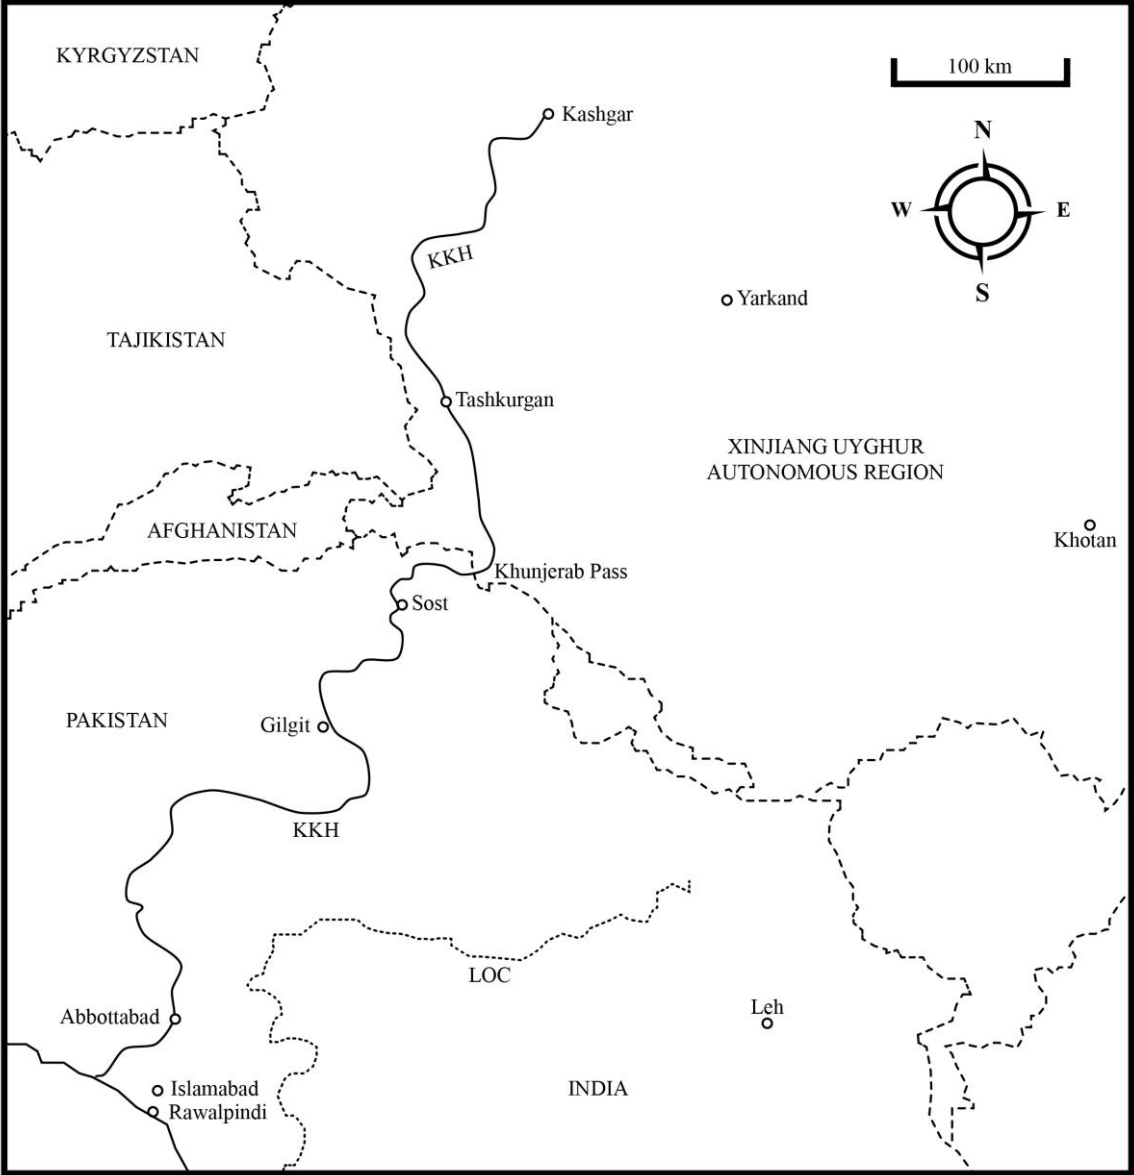 KYRGYZSTAN
100 km
Kashgar
N
W
E
S
KKH
Yarkand
TAJIKISTAN
Tashkurgan
XINJIANG UYGHUR
AUTONOMOUS REGION
AFGHANISTAN
Khotan
Khunjerab Pass
Sost
PAKISTAN
Gilgit
KKH
LOC
Leh
Abbottabad
Islamabad
INDIA
Rawalpindi